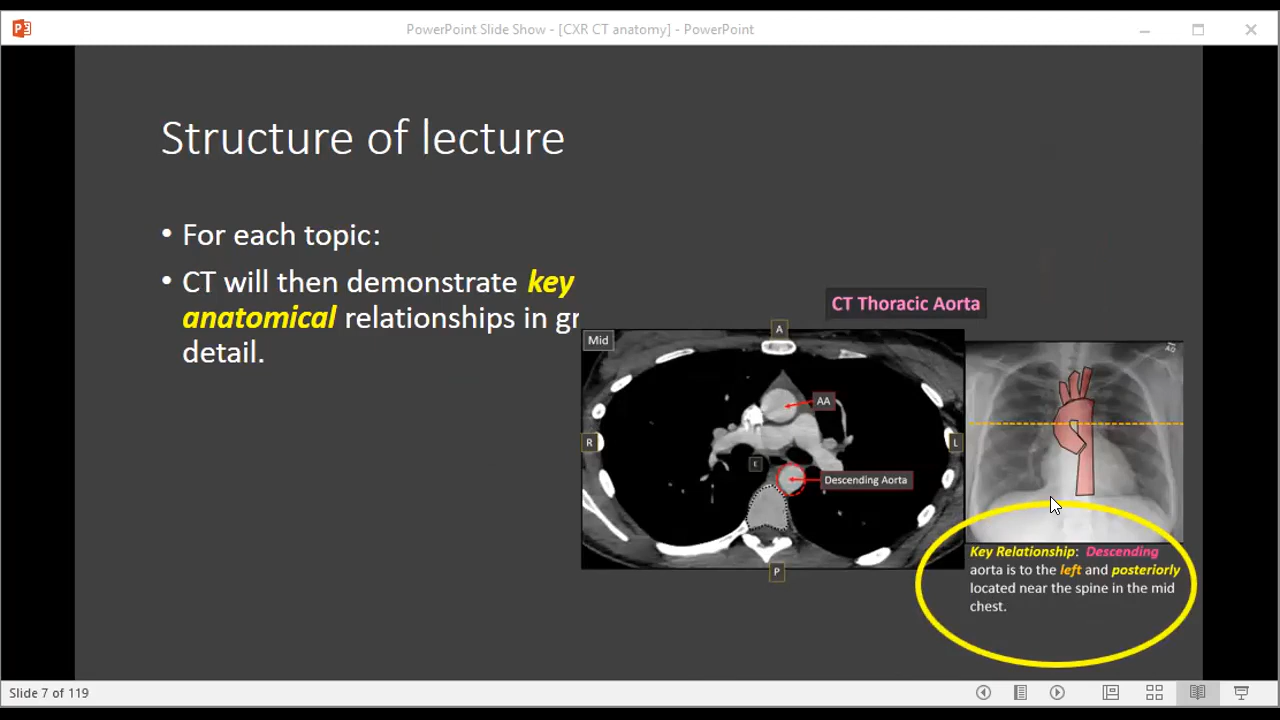 PowerPoint Slide Show - [CXR CT anatomy] - PowerPoint
Structure of lecture
• For each topic:
• CT will then demonstrate key
anatomical relationships in gr
detail.
CT Thoracic Aorta
Mid
A
AA
R
L
E
Descending Aorta
P
Key Relationship: Descending
aorta is to the left and posteriorly
located near the spine in the mid
chest.
Slide 7 of 119